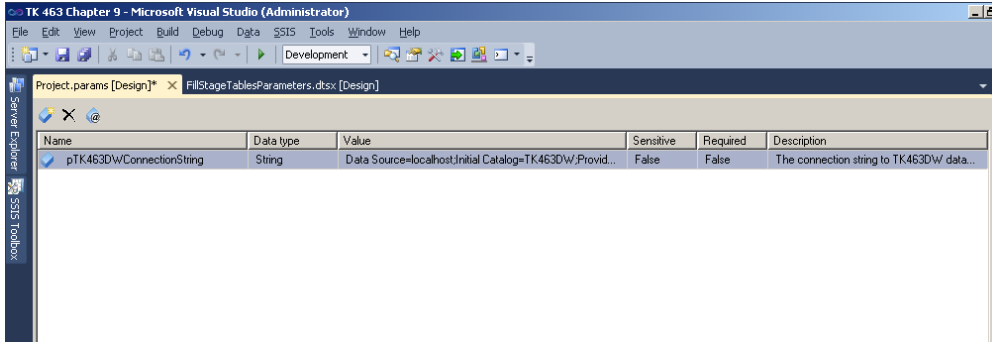 TK 463 Chapter 9 - Microsoft Visual Studio (Administrator)
File Edit View Project Build Debug Data SSIS Tools Window Help
Development
Project.params [Design]* FillStageTablesParameters.dtsx [Design]
Server Explorer
SSIS Toolbox
Name Data type Value Sensitive Required Description
pTK463DWConnectionString String Data Source=localhost;Initial Catalog=TK463DW;Provid... False False The connection string to TK463DW data...